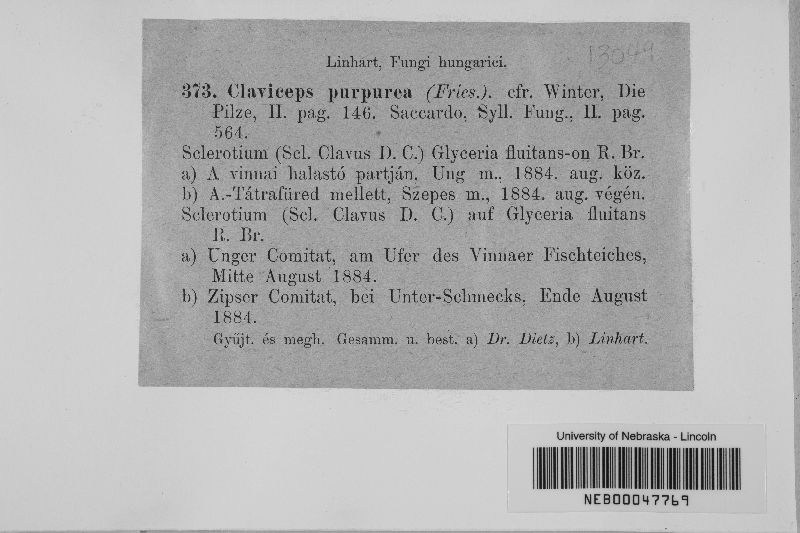 13049
Linhart, Fungi hungarici.
373. Claviceps purpurea (Fries.). cfr. Winter, Die
Pilze, II. pag. 146. Saccardo, Syll. Fung., II. pag.
564.
Sclerotium (Scl. Clavus D. C.) Glyceria fluitans-on R. Br.
a) A vinnai halastó partján. Ung m., 1884. aug. köz.
b) A.-Tátrafüred mellett, Szepes m., 1884. aug. végén.
Sclerotium (Scl. Clavus D. C.) auf Glyceria fluitans
R. Br.
a) Unger Comitat, am Ufer des Vinnaer Fischteiches,
Mitte August 1884.
b) Zipser Comitat, bei Unter-Schmecks, Ende August
1884.
Gyűjt. és megh. Gesamm. u. best. a) Dr. Dietz, b) Linhart.
University of Nebraska - Lincoln
NEB00047769